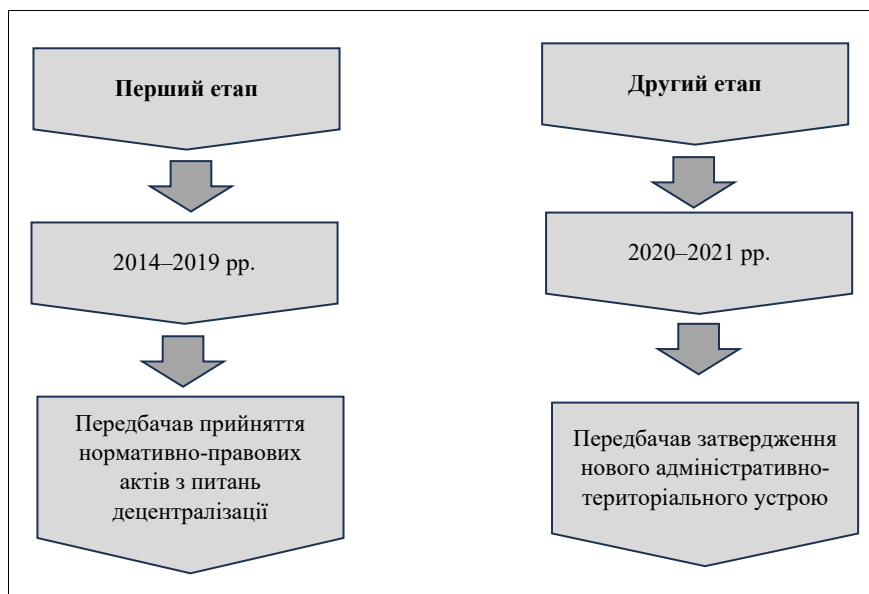 Перший етап
2014–2019 рр.
Передбачав прийняття
нормативно-правових
актів з питань
децентралізації
Другий етап
2020–2021 рр.
Передбачав затвердження
нового адміністративно-
територіального устрою